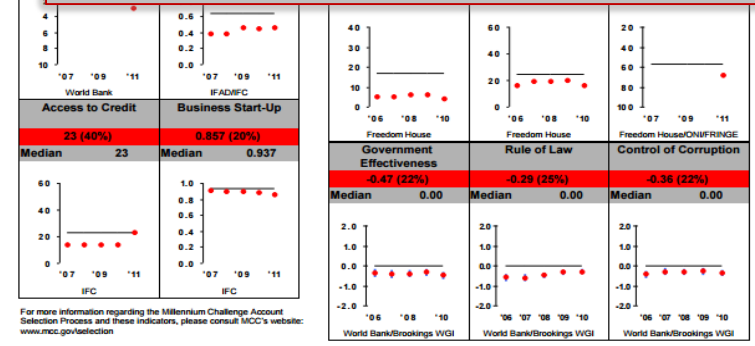 4
6
8
10
'07 '09 '11
World Bank
0.6
0.4
0.2
0
'07 '09 '11
IFAD/IFC
Access to Credit
23 (40%)
Median 23
60
40
20
0
'07 '09 '11
IFC
Business Start-Up
0.857 (20%)
Median 0.937
1.0
0.8
0.6
0.4
0.2
0
'07 '09 '11
IFC
For more information regarding the Millennium Challenge Account
Selection Process and these indicators, please consult MCC's website:
www.mcc.gov\selection
40
30
20
10
0
'06 '08 '10
Freedom House
60
40
20
0
'06 '08 '10
Freedom House
20
40
60
80
100
'07 '09 '11
Freedom House/ONI/FRINGE
Government
Effectiveness
-0.47 (22%)
Median 0.00
2.0
1.0
0.0
-1.0
-2.0
'06 '08 '10
World Bank/Brookings WGI
Rule of Law
-0.29 (25%)
Median 0.00
2.0
1.0
0.0
-1.0
-2.0
'06 '07 '08 '09 '10
World Bank/Brookings WGI
Control of Corruption
-0.36 (22%)
Median 0.00
2.0
1.0
0.0
-1.0
-2.0
'06 '07 '08 '09 '10
World Bank/Brookings WGI